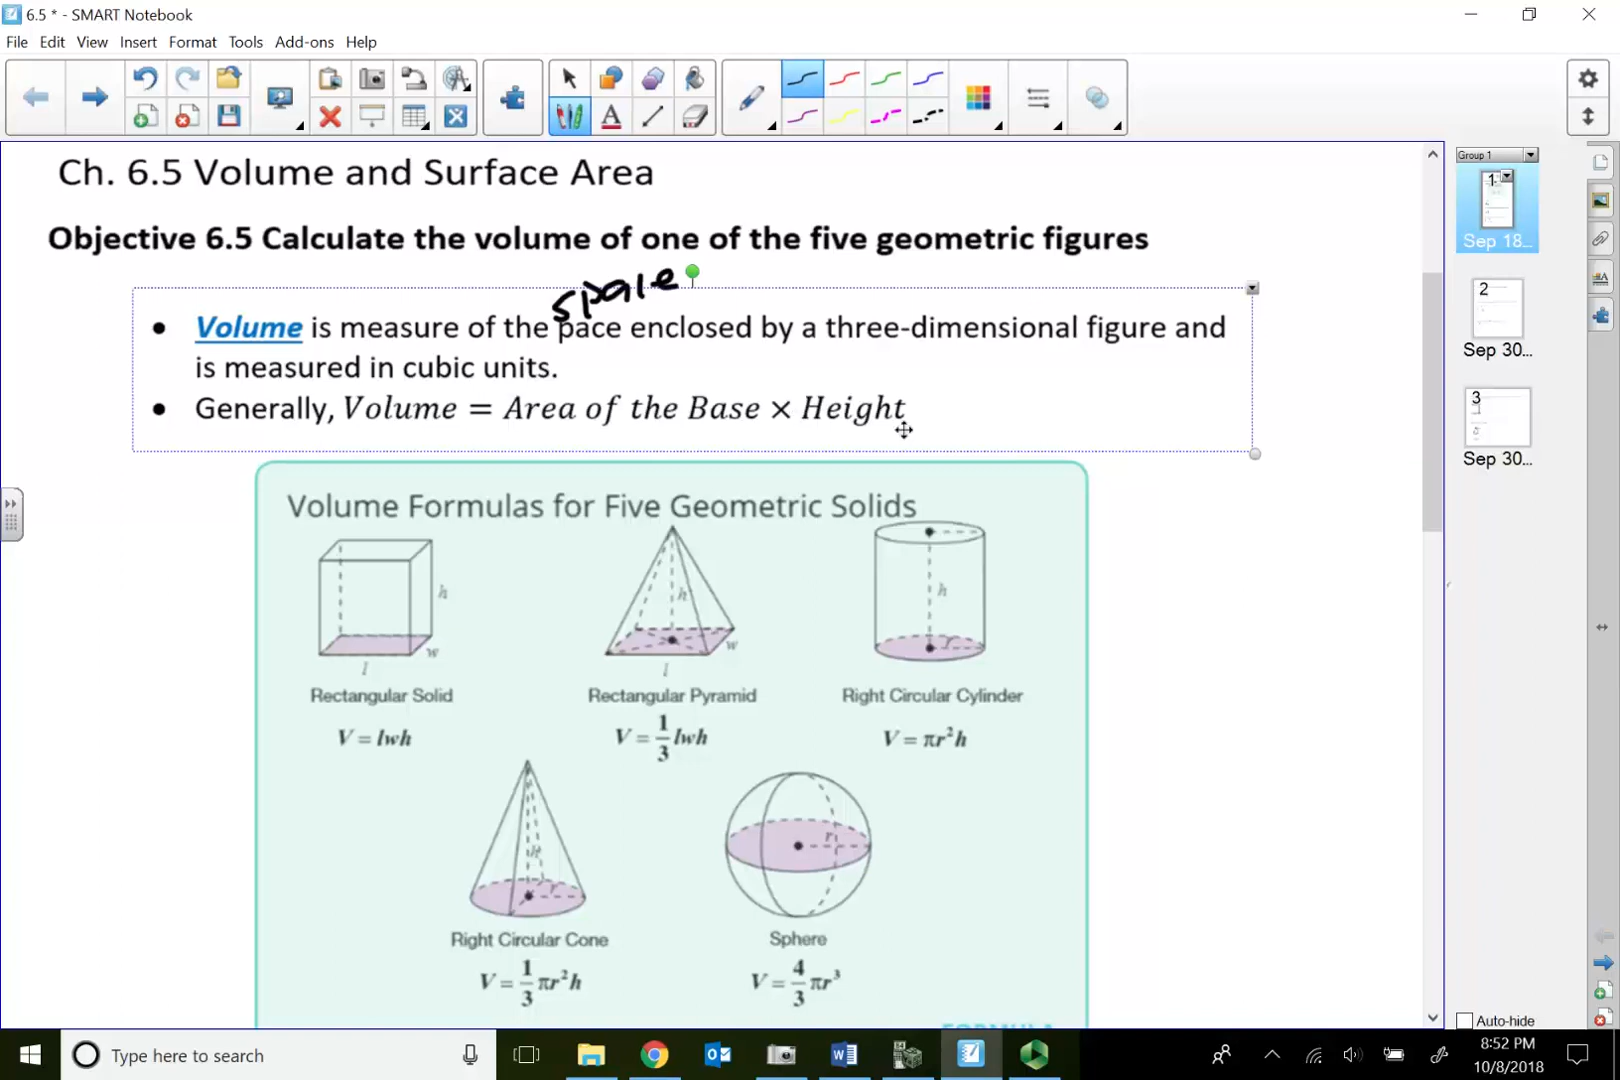 6.5 * - SMART Notebook
File Edit View Insert Format Tools Add-ons Help
Ch. 6.5 Volume and Surface Area
Objective 6.5 Calculate the volume of one of the five geometric figures
space
• Volume is measure of the pace enclosed by a three-dimensional figure and
is measured in cubic units.
• Generally, Volume = Area of the Base × Height
Volume Formulas for Five Geometric Solids
h
w
l
Rectangular Solid
V = lwh
h
w
l
Rectangular Pyramid
V = 1/3 lwh
h
r
Right Circular Cylinder
V = πr²h
h
r
Right Circular Cone
V = 1/3 πr²h
r
Sphere
V = 4/3 πr³
Group 1
1
Sep 18...
2
Sep 30...
3
Sep 30...
Auto-hide
Type here to search
8:52 PM
10/8/2018